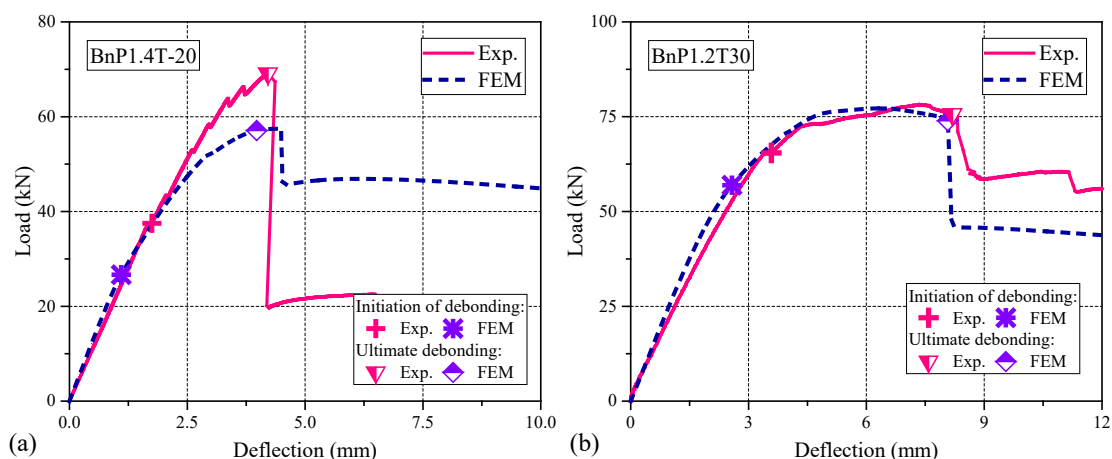 BnP1.4T-20
Exp.
FEM
80
60
40
20
0
Load (kN)
Initiation of debonding:
Exp. FEM
Ultimate debonding:
Exp. FEM
0.0 2.5 5.0 7.5 10.0
(a) Deflection (mm)
BnP1.2T30
Exp.
FEM
100
75
50
25
0
Load (kN)
Initiation of debonding:
Exp. FEM
Ultimate debonding:
Exp. FEM
0 3 6 9 12
(b) Deflection (mm)